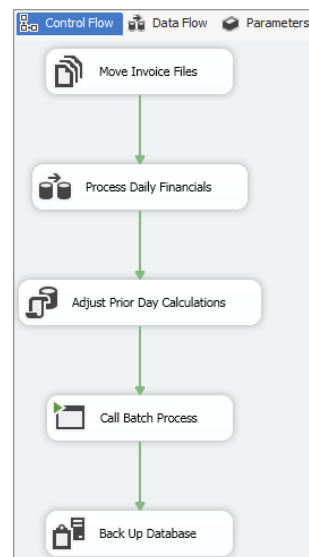 Control Flow Data Flow Parameters
Move Invoice Files
Process Daily Financials
Adjust Prior Day Calculations
Call Batch Process
Back Up Database